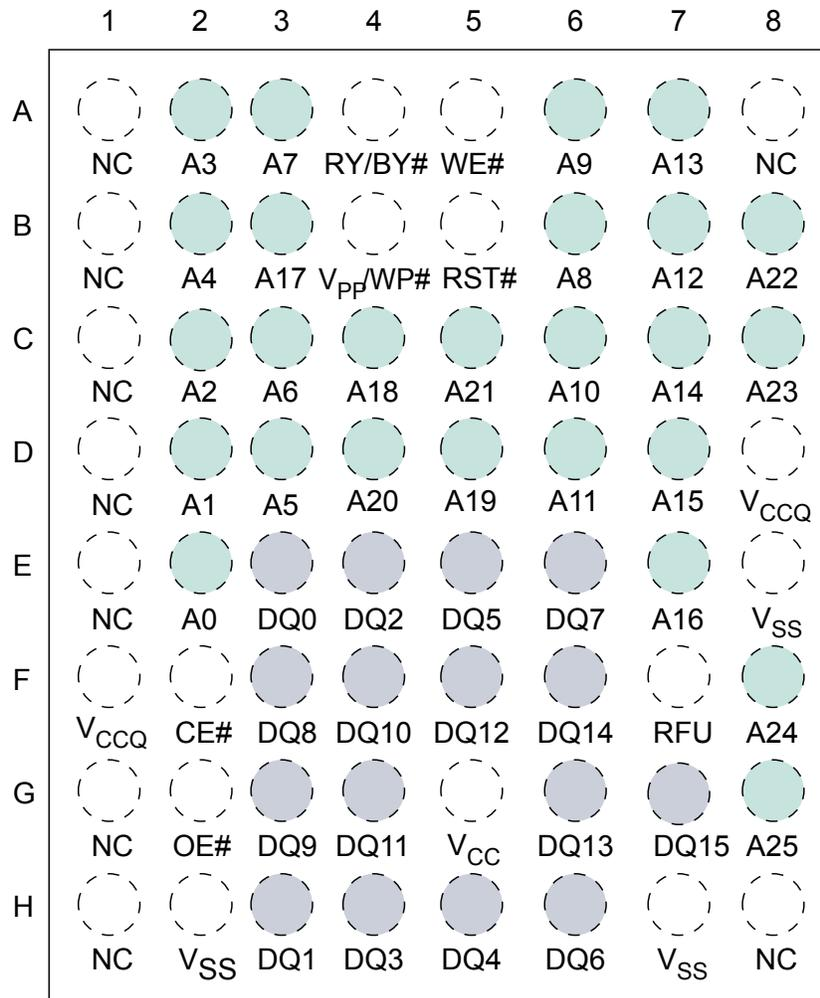 1 2 3 4 5 6 7 8
A
NC A3 A7 RY/BY# WE# A9 A13 NC
B
NC A4 A17 VPP/WP# RST# A8 A12 A22
C
NC A2 A6 A18 A21 A10 A14 A23
D
NC A1 A5 A20 A19 A11 A15 VCCQ
E
NC A0 DQ0 DQ2 DQ5 DQ7 A16 VSS
F
VCCQ CE# DQ8 DQ10 DQ12 DQ14 RFU A24
G
NC OE# DQ9 DQ11 VCC DQ13 DQ15 A25
H
NC VSS DQ1 DQ3 DQ4 DQ6 VSS NC